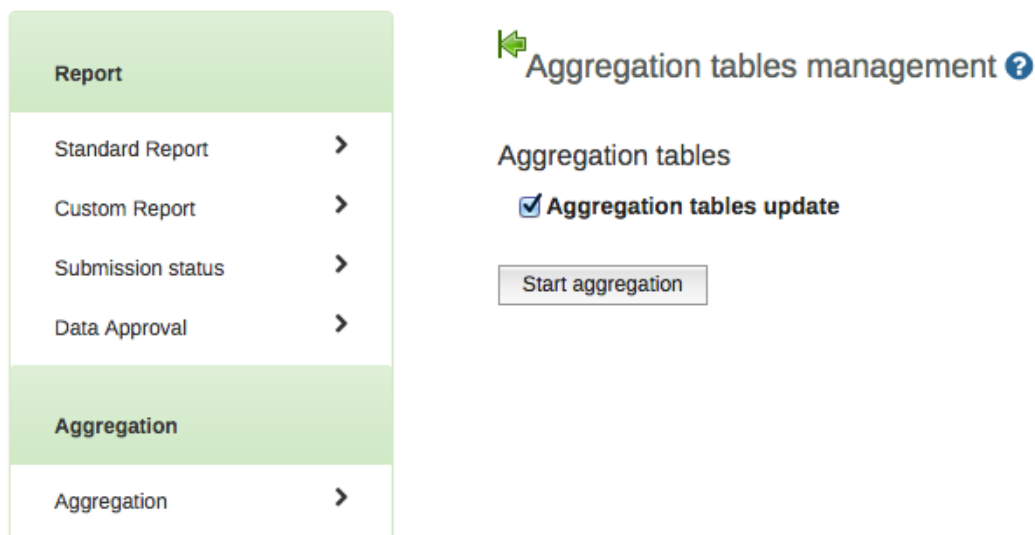 Report
Standard Report
Custom Report
Submission status
Data Approval
Aggregation
Aggregation
Aggregation tables management ?
Aggregation tables
Aggregation tables update
Start aggregation